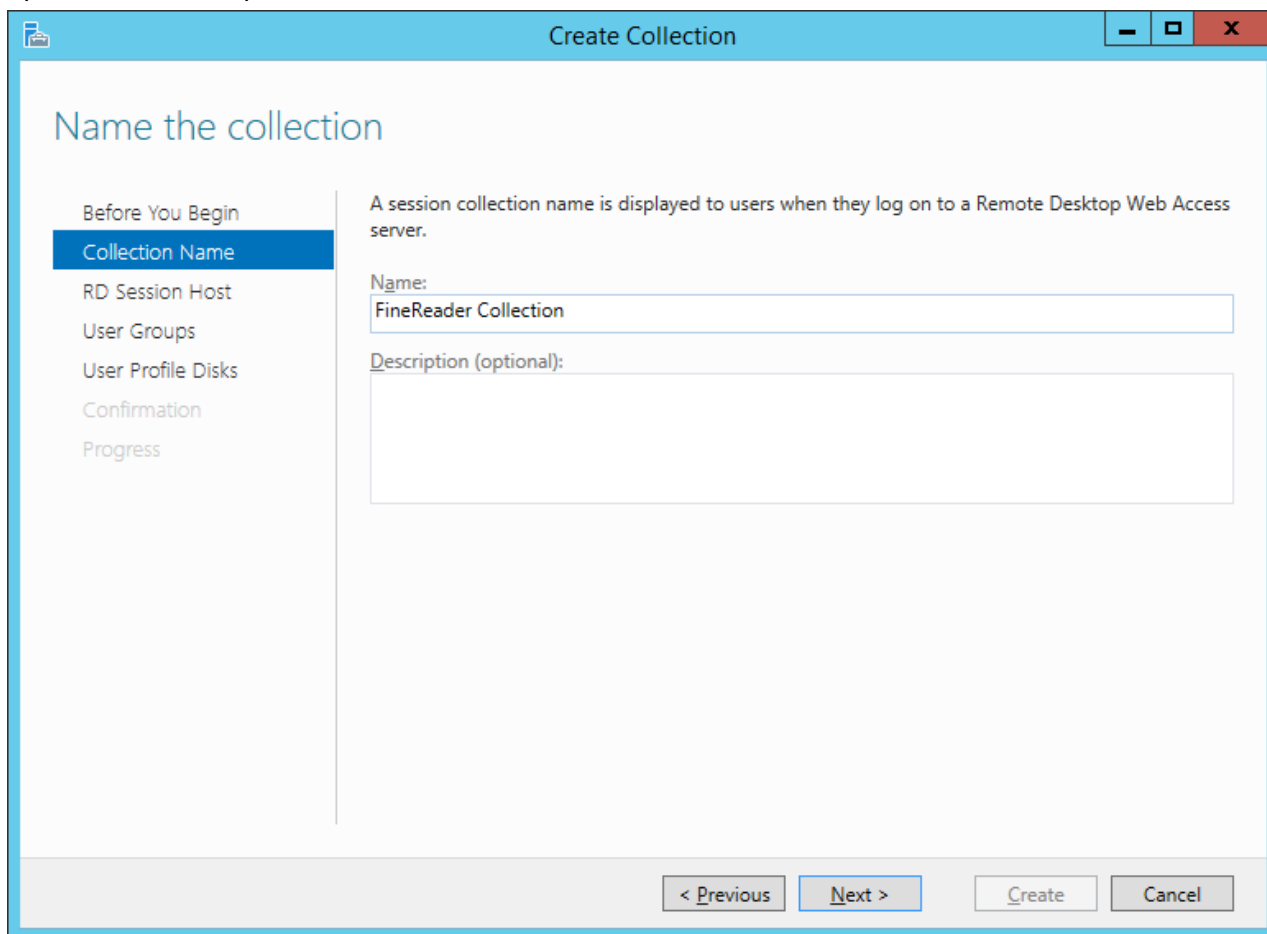 Create Collection
Name the collection
Before You Begin
Collection Name
RD Session Host
User Groups
User Profile Disks
Confirmation
Progress
A session collection name is displayed to users when they log on to a Remote Desktop Web Access
server.
Name:
FineReader Collection
Description (optional):
< Previous
Next >
Create
Cancel